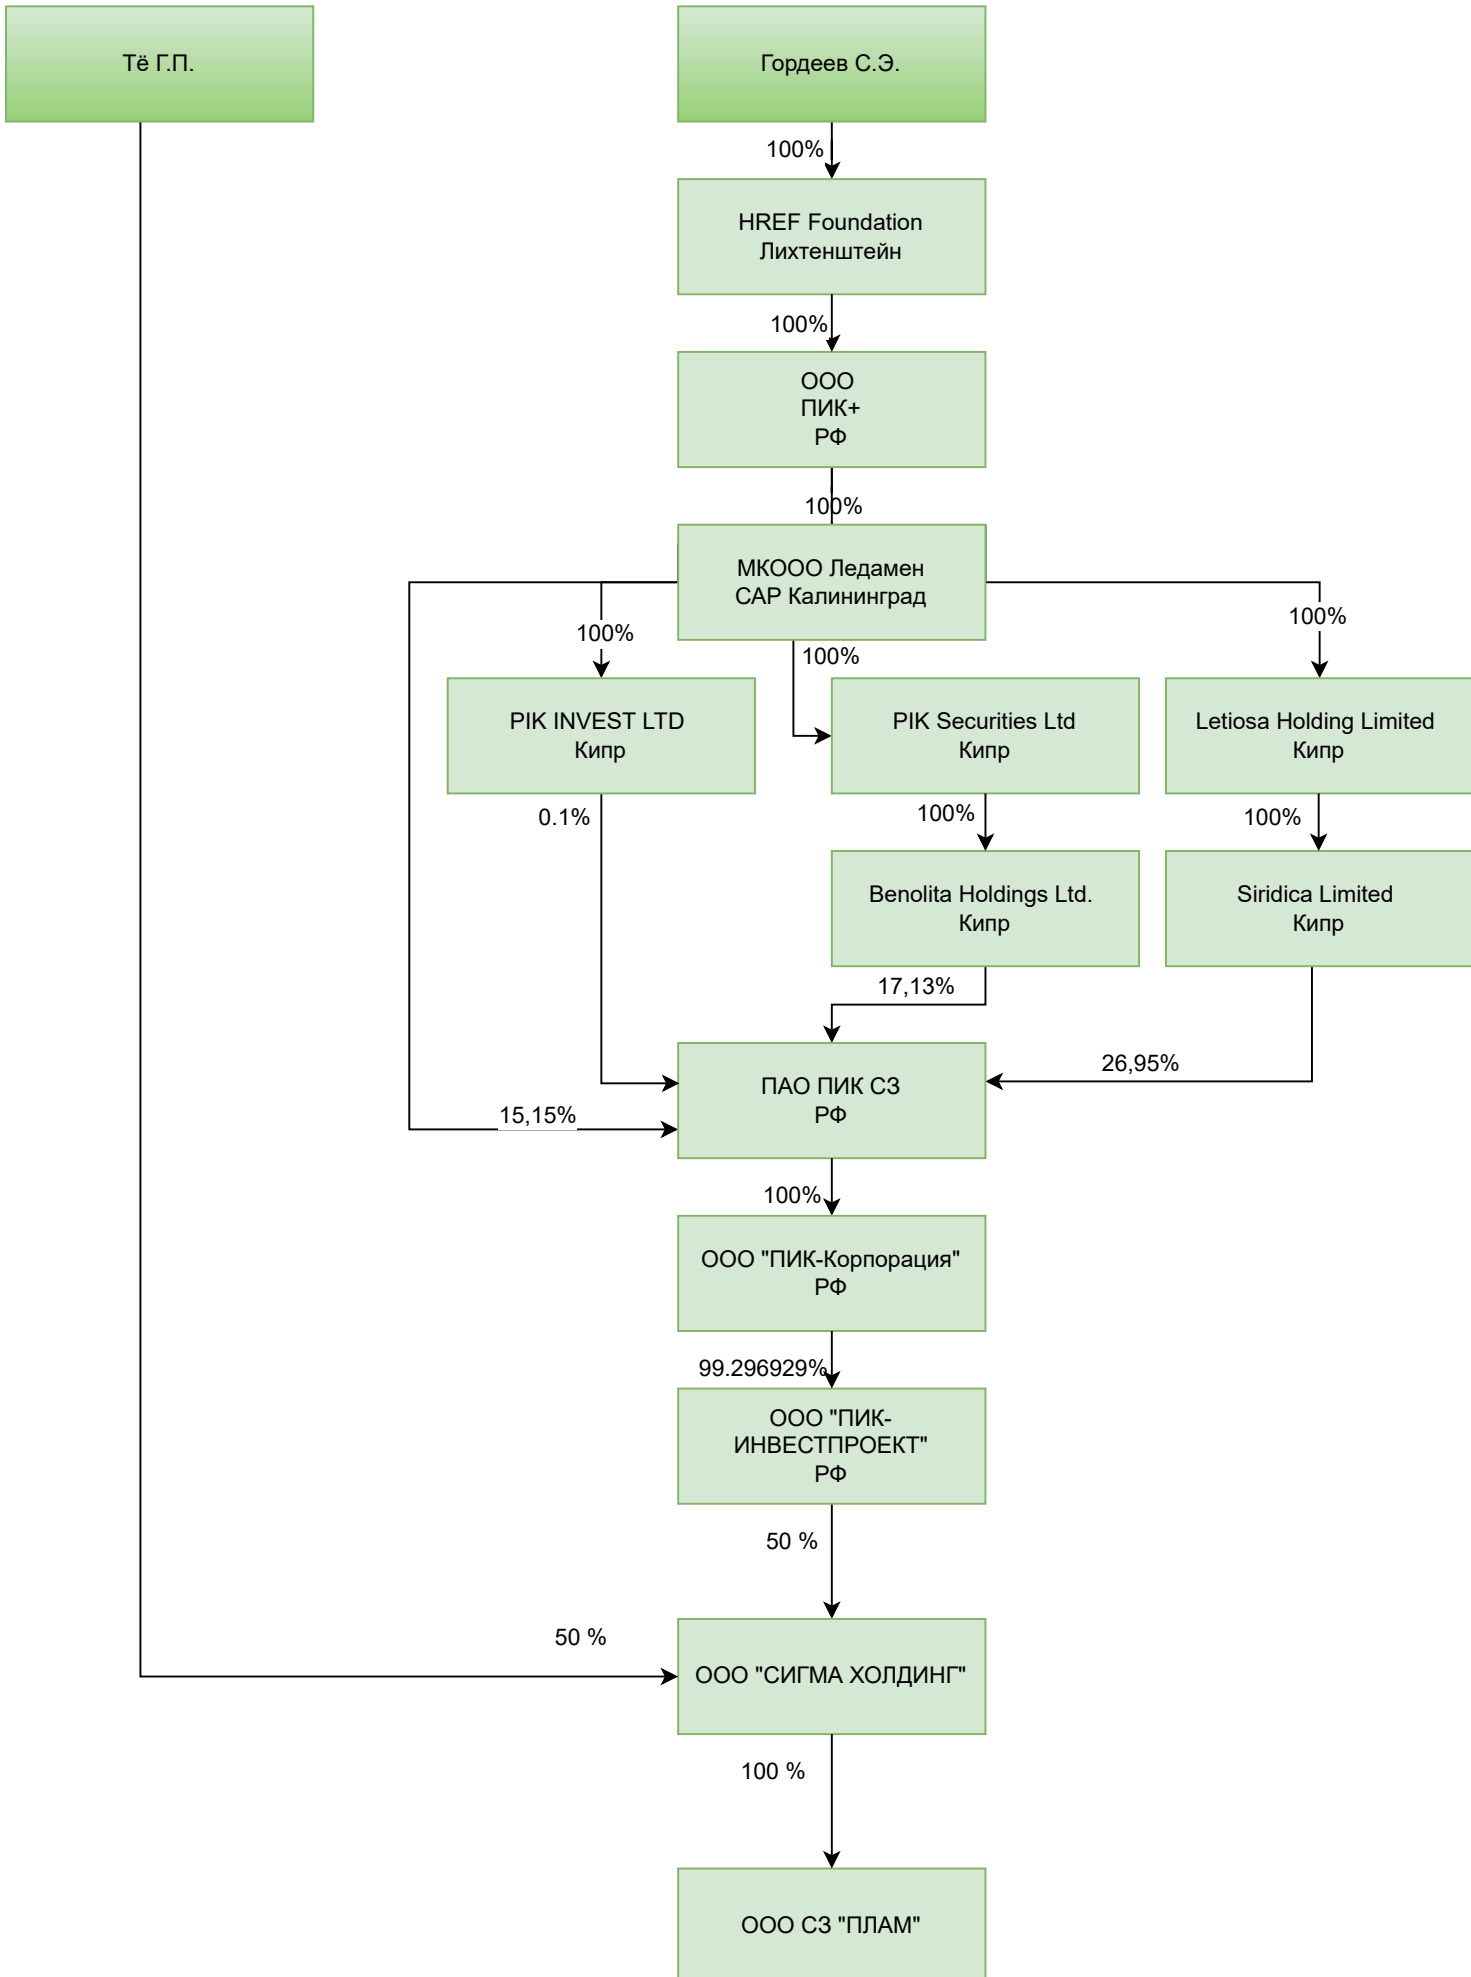 Тё Г.П.
Гордеев С.Э.
100%
HREF Foundation
Лихтенштейн
100%
ООО
ПИК+
РФ
100%
МКООО Ледамен
САР Калининград
100%
100%
100%
PIK INVEST LTD
Кипр
PIK Securities Ltd
Кипр
Letiosa Holding Limited
Кипр
0.1%
100%
100%
Benolita Holdings Ltd.
Кипр
Siridica Limited
Кипр
17,13%
26,95%
ПАО ПИК СЗ
РФ
15,15%
100%
ООО "ПИК-Корпорация"
РФ
99.296929%
ООО "ПИК-
ИНВЕСТПРОЕКТ"
РФ
50 %
50 %
ООО "СИГМА ХОЛДИНГ"
100 %
ООО СЗ "ПЛАМ"